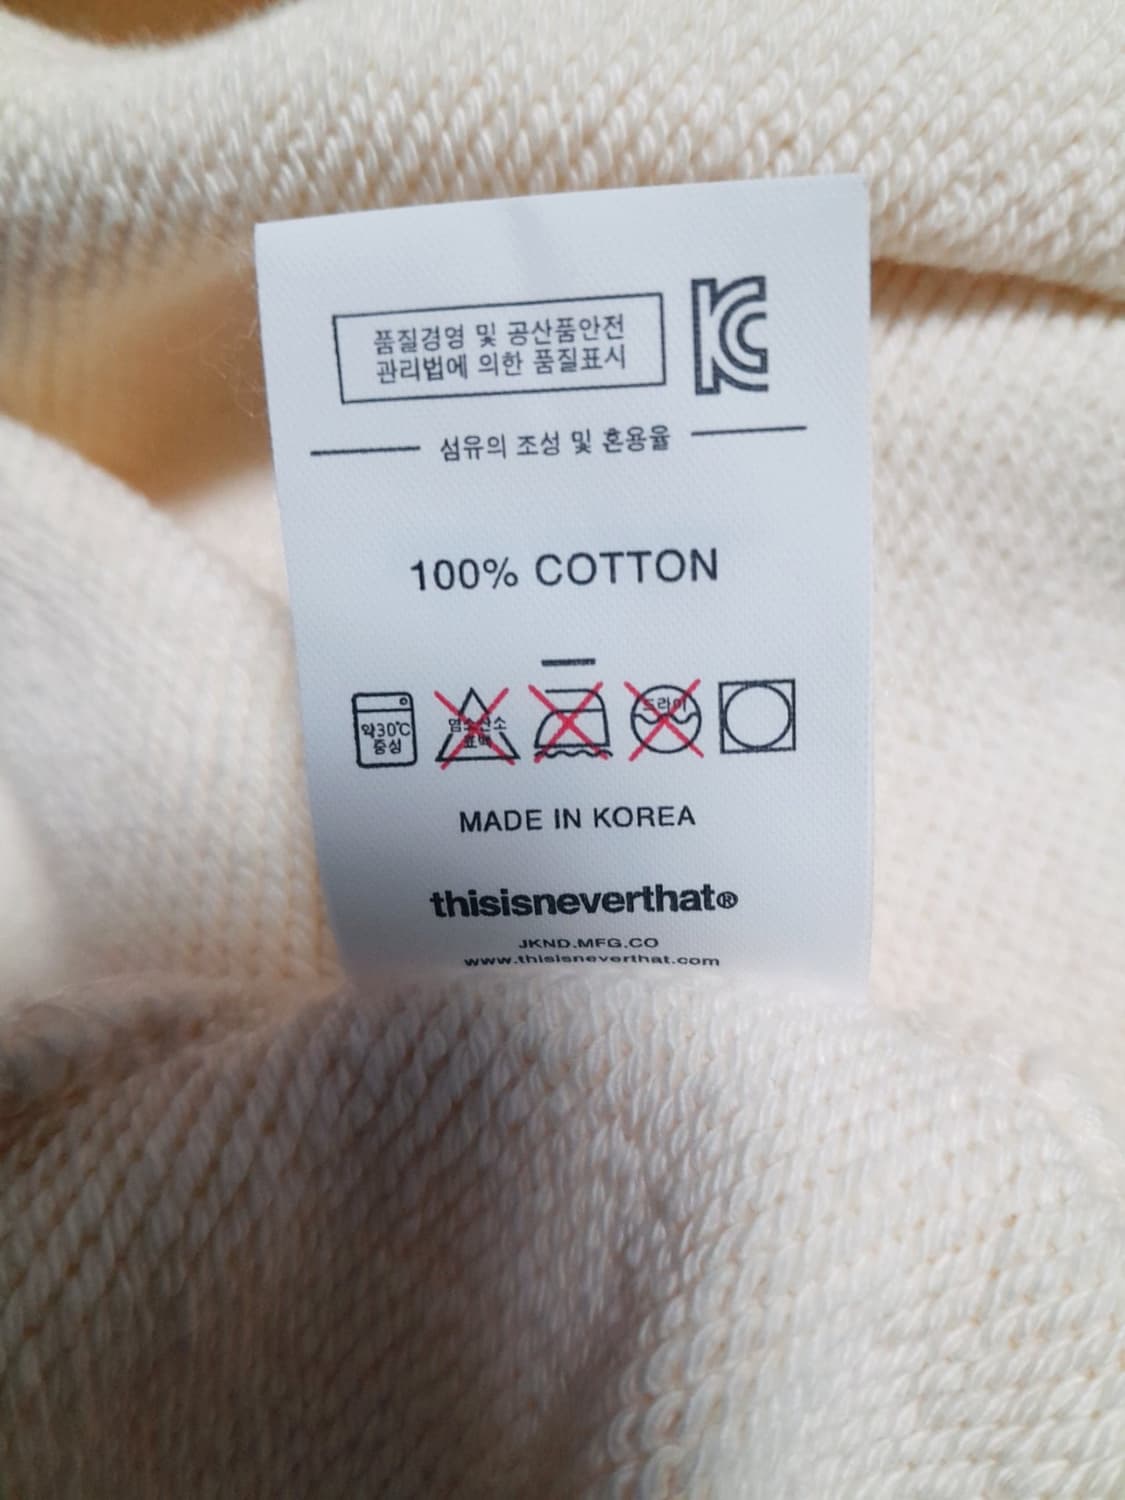 품질경영 및 공산품안전
관리법에 의한 품질표시
KC
섬유의 조성 및 혼용율
100% COTTON
약30℃
중성
염소산소
표백
드라이
MADE IN KOREA
thisisneverthat®
JKND.MFG.CO
www.thisisneverthat.com